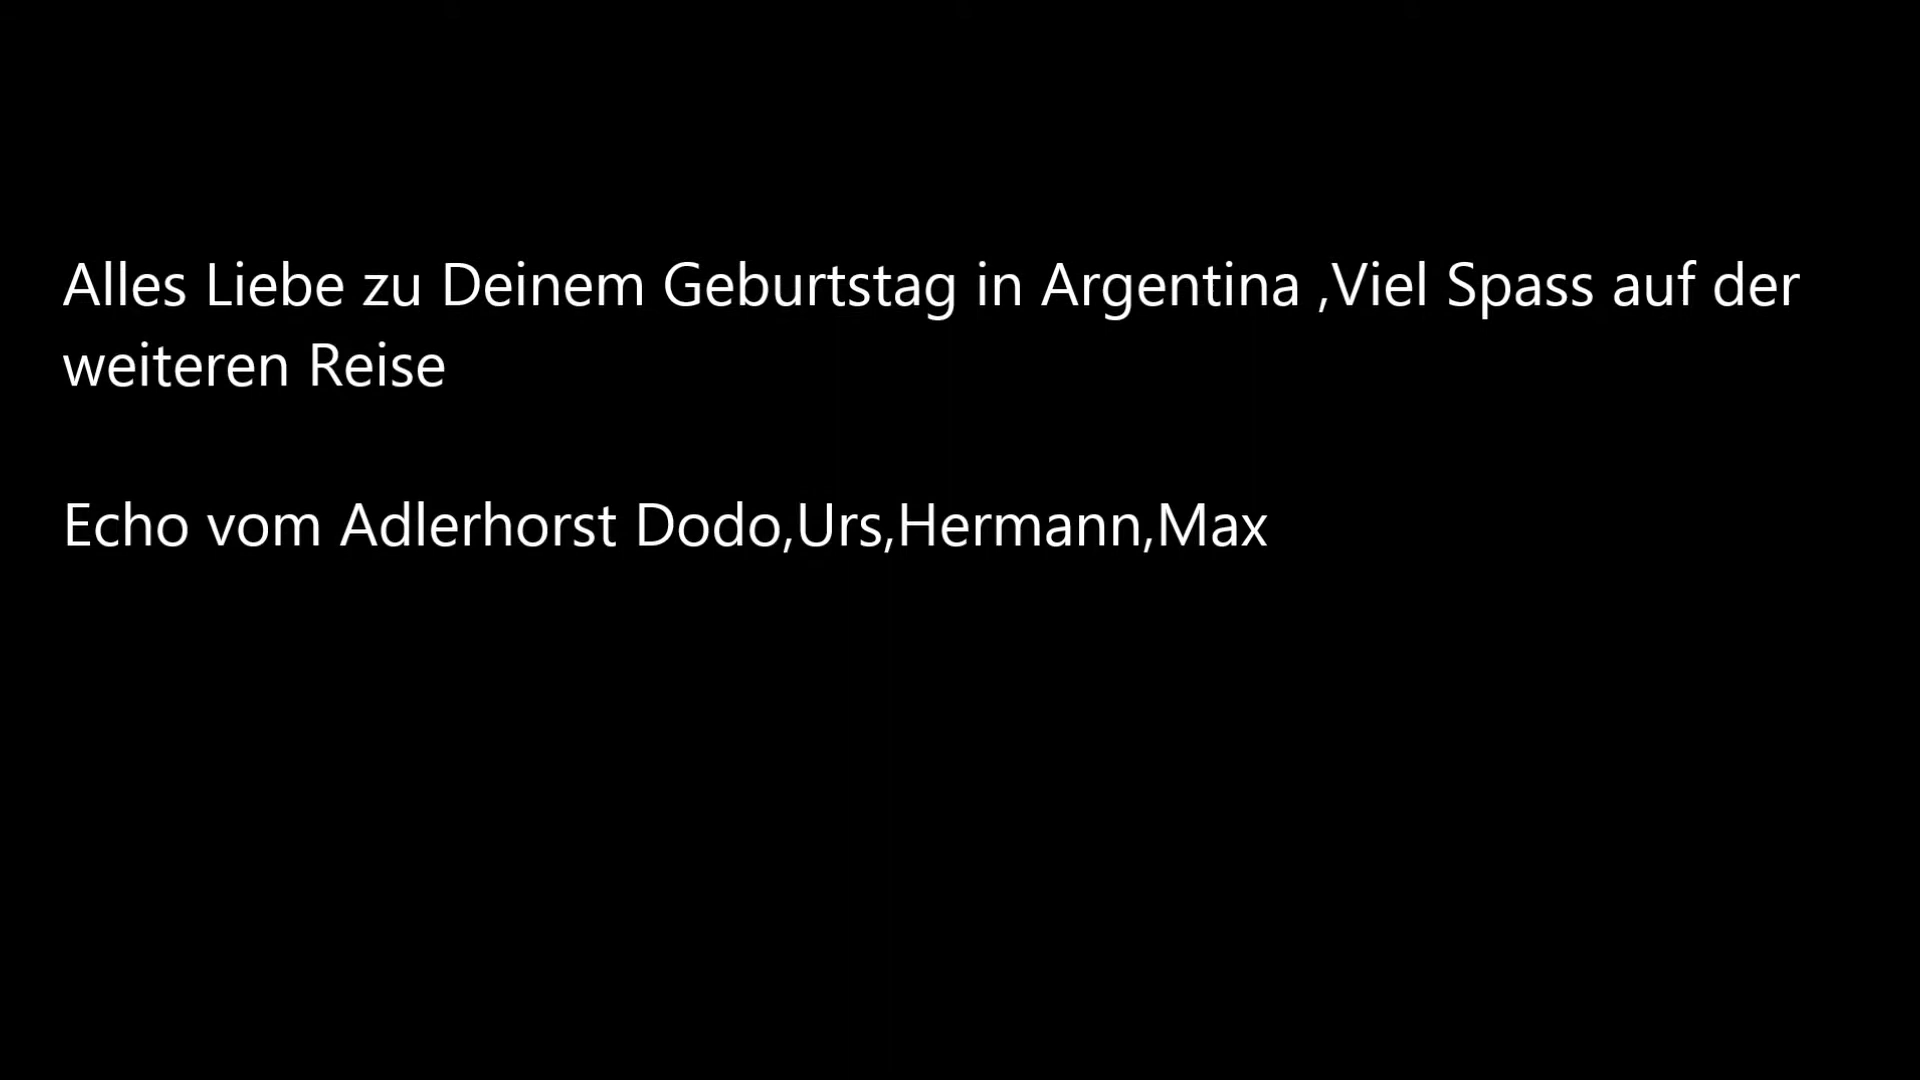 Alles Liebe zu Deinem Geburtstag in Argentina ,Viel Spass auf der
weiteren Reise
Echo vom Adlerhorst Dodo,Urs,Hermann,Max